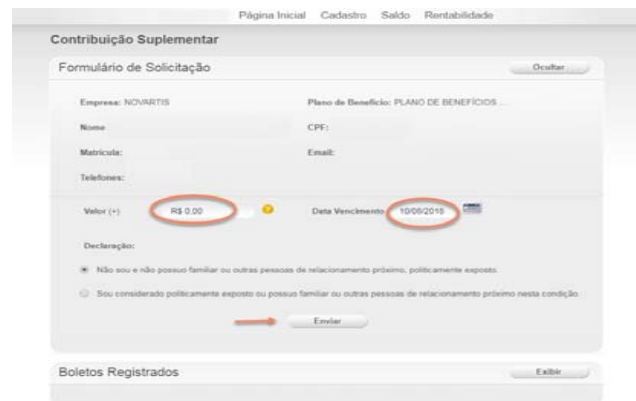 Página Inicial Cadastro Saldo Rentabilidade
Contribuição Suplementar
Formulário de Solicitação Ocultar
Empresa: NOVARTIS Plano de Benefício: PLANO DE BENEFÍCIOS ...
Nome CPF:
Matrícula: Email:
Telefones:
Valor (+) R$ 0,00 ? Data Vencimento 10/06/2015
Declaração:
Não sou e não possuo familiar ou outras pessoas de relacionamento próximo, politicamente exposto.
Sou considerado politicamente exposto ou possuo familiar ou outras pessoas de relacionamento próximo nesta condição.
Enviar
Boletos Registrados Exibir